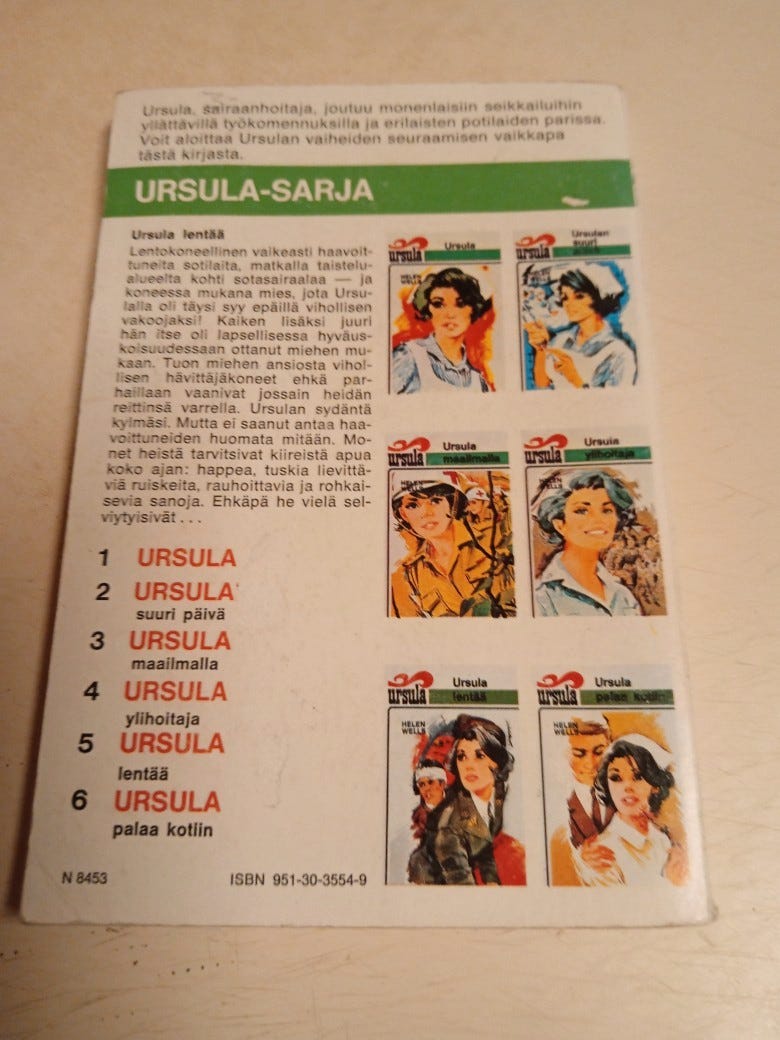 Ursula, sairaanhoitaja, joutuu monenlaisiin seikkailuihin
yllättävillä työkomennuksilla ja erilaisten potilaiden parissa.
Voit aloittaa Ursulan vaiheiden seuraamisen vaikkapa
tästä kirjasta.
URSULA-SARJA
Ursula lentää
Lentokoneellinen vaikeasti haavoit-
tuneita sotilaita, matkalla taistelu-
alueelta kohti sotasairaalaa — ja
koneessa mukana mies, jota Ursu-
lalla oli täysi syy epäillä vihollisen
vakoojaksi! Kaiken lisäksi juuri
hän itse oli lapsellisessa hyväus-
koisuudessaan ottanut miehen mu-
kaan. Tuon miehen ansiosta vihol-
lisen hävittäjäkoneet ehkä par-
haillaan vaanivat jossain heidän
reittinsä varrella. Ursulan sydäntä
kylmäsi. Mutta ei saanut antaa haa-
voittuneiden huomata mitään. Mo-
net heistä tarvitsivat kiireistä apua
koko ajan: happea, tuskia lievittä-
viä ruiskeita, rauhoittavia ja rohkai-
sevia sanoja. Ehkäpä he vielä sel-
viytyisivät . . .
1 URSULA
2 URSULA
suuri päivä
3 URSULA
maailmalla
4 URSULA
ylihoitaja
5 URSULA
lentää
6 URSULA
palaa kotiin
N 8453
ISBN 951-30-3554-9
ursula
Ursula
HELEN
WELLS
ursula
Ursulan
suuri
HELEN
WELLS
ursula
Ursula
maailmalla
HELEN
WELLS
ursula
Ursula
ylihoitaja
HELEN
WELLS
ursula
Ursula
lentää
HELEN
WELLS
ursula
Ursula
palaa kotiin
HELEN
WELLS